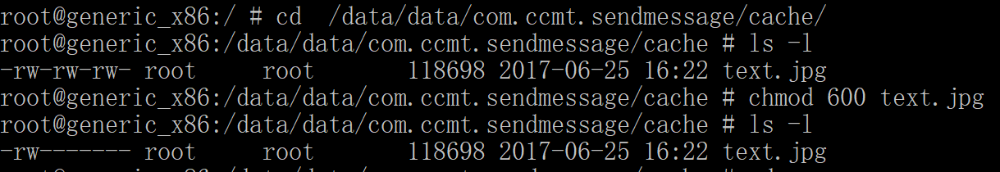 root@generic_x86:/ # cd  /data/data/com.ccmt.sendmessage/cache/
root@generic_x86:/data/data/com.ccmt.sendmessage/cache # ls -l
-rw-rw-rw- root     root       118698 2017-06-25 16:22 text.jpg
root@generic_x86:/data/data/com.ccmt.sendmessage/cache # chmod 600 text.jpg
root@generic_x86:/data/data/com.ccmt.sendmessage/cache # ls -l
-rw------- root     root       118698 2017-06-25 16:22 text.jpg